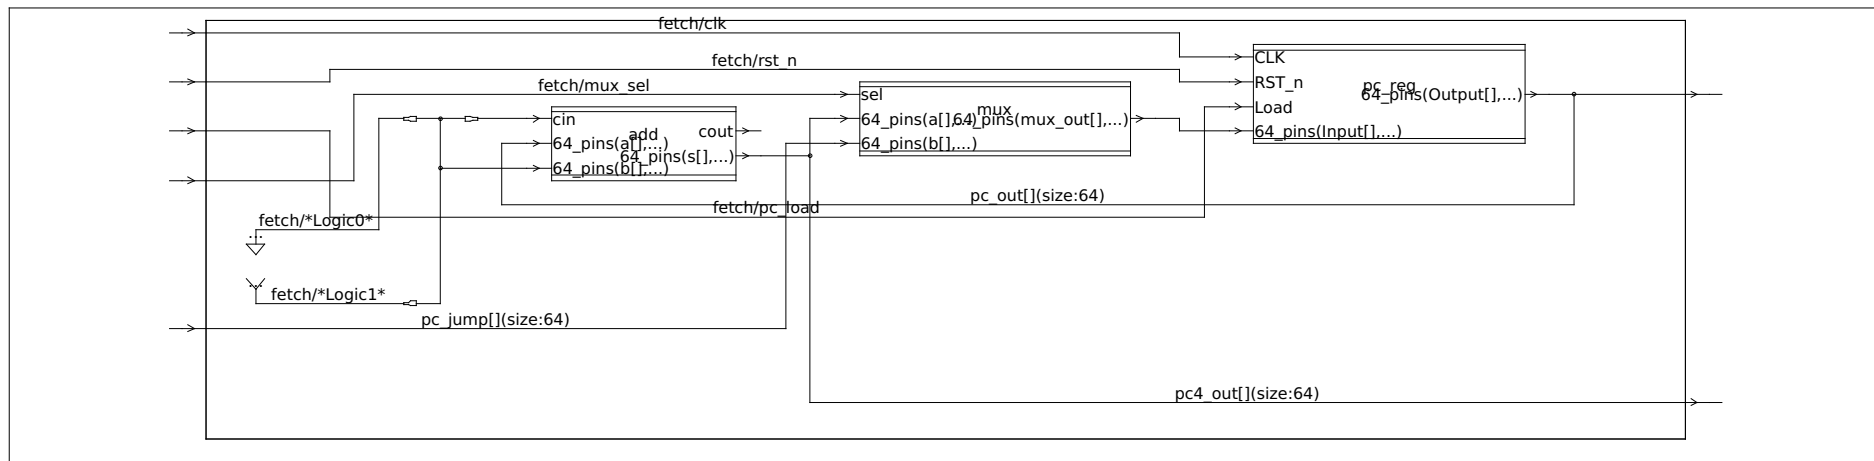 fetch/clk
fetch/rst_n
fetch/mux_sel
CLK
RST_n
Load
64_pins(Input[],...)
pc_reg
64_pins(Output[],...)
sel
64_pins(a[],...)
64_pins(b[],...)
mux
64_pins(mux_out[],...)
cin
64_pins(a[],...)
64_pins(b[],...)
add
cout
64_pins(s[],...)
pc_out[](size:64)
fetch/pc_load
fetch/*Logic0*
...
...
fetch/*Logic1*
pc_jump[](size:64)
pc4_out[](size:64)